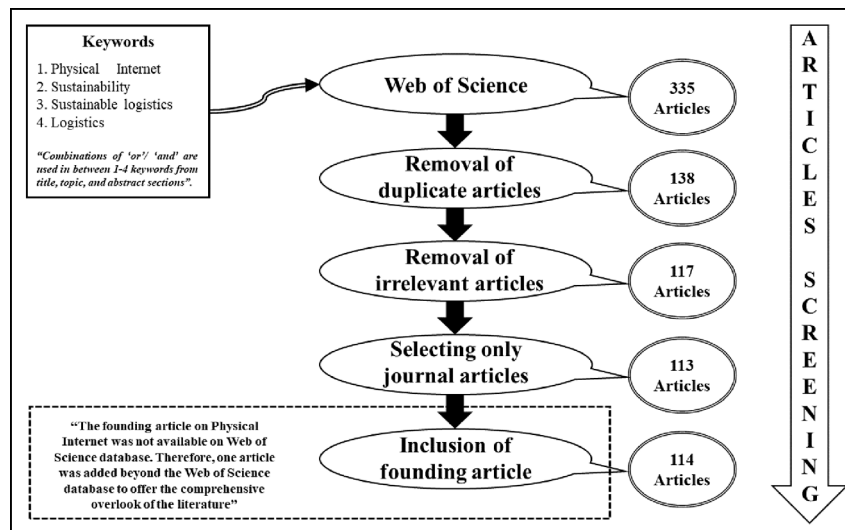 Keywords
1. Physical Internet
2. Sustainability
3. Sustainable logistics
4. Logistics
“Combinations of ‘or’/ ‘and’ are
used in between 1-4 keywords from
title, topic, and abstract sections”.
Web of Science
335
Articles
Removal of
duplicate articles
138
Articles
Removal of
irrelevant articles
117
Articles
Selecting only
journal articles
113
Articles
“The founding article on Physical
Internet was not available on Web of
Science database. Therefore, one article
was added beyond the Web of Science
database to offer the comprehensive
overlook of the literature”
Inclusion of
founding article
114
Articles
ARTICLES SCREENING